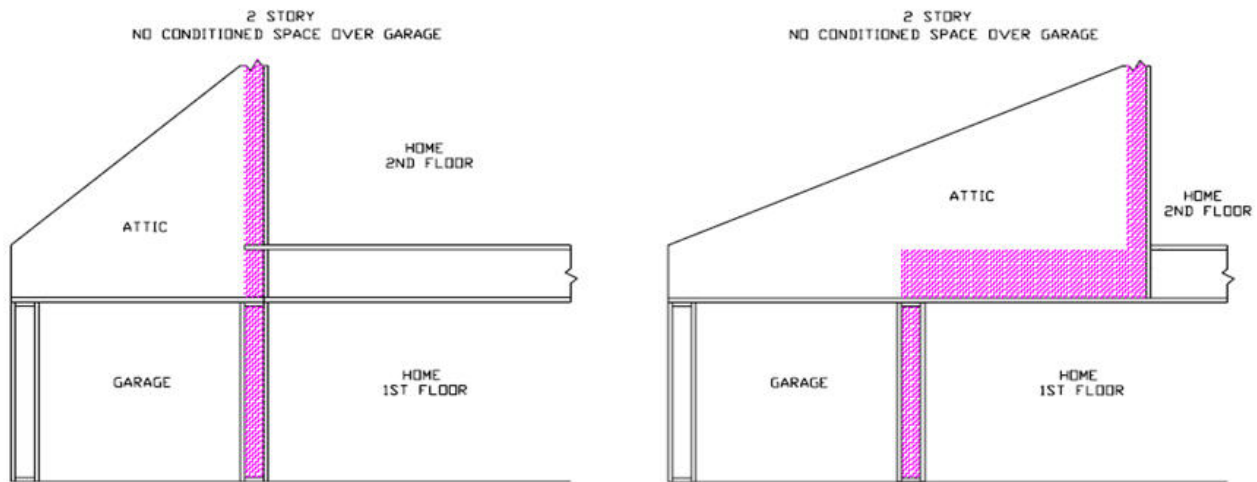 2 STORY
NO CONDITIONED SPACE OVER GARAGE
HOME
2ND FLOOR
ATTIC
GARAGE
HOME
1ST FLOOR
2 STORY
NO CONDITIONED SPACE OVER GARAGE
ATTIC
HOME
2ND FLOOR
GARAGE
HOME
1ST FLOOR